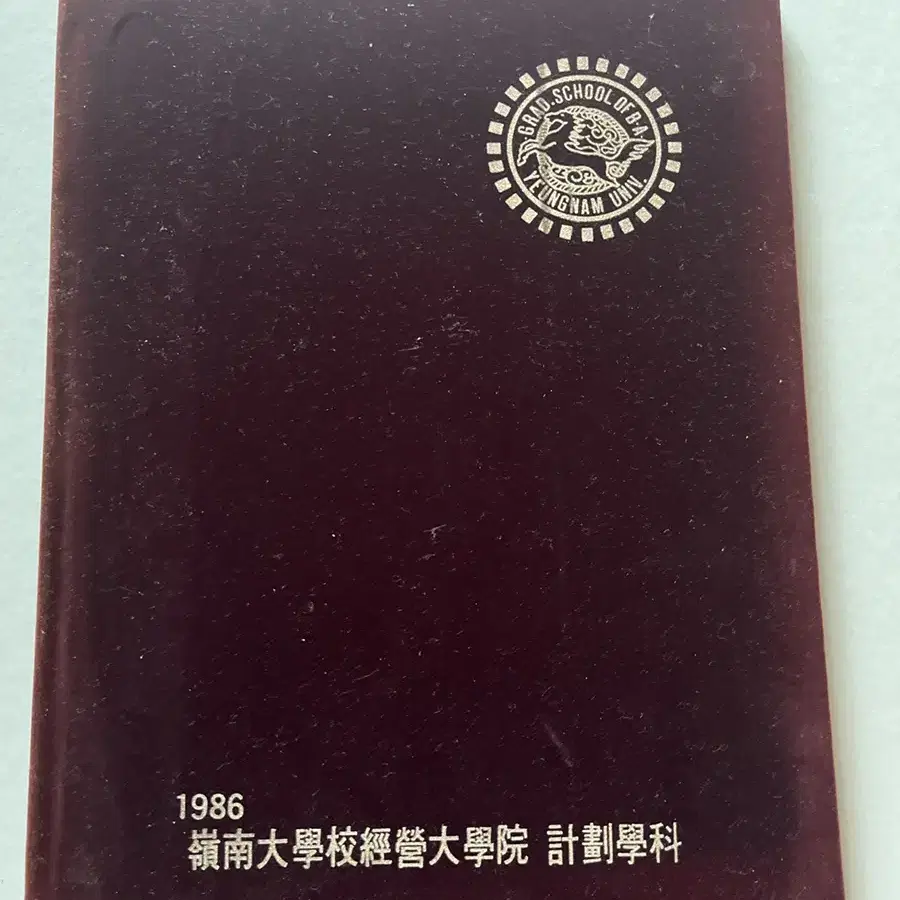 GRAD. SCHOOL OF B.A.
YEUNGNAM UNIV.
1986
嶺南大學校經營大學院 計劃學科